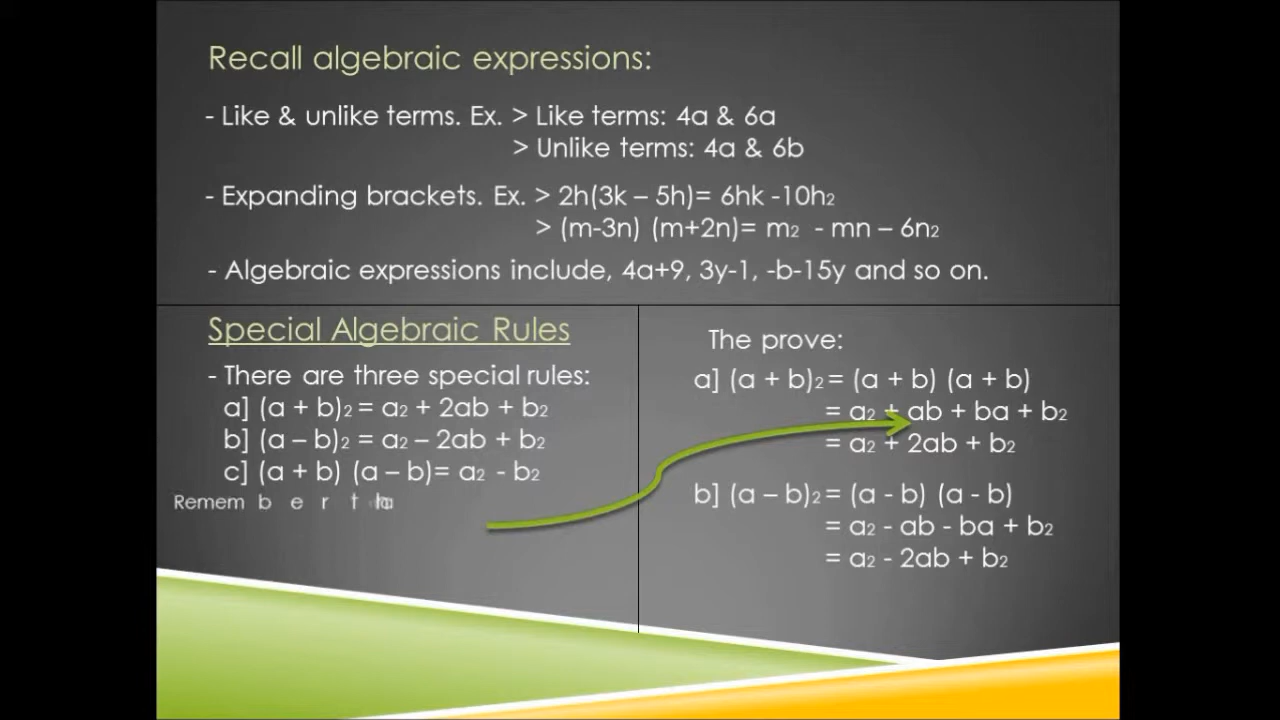 Recall algebraic expressions:
- Like & unlike terms. Ex. > Like terms: 4a & 6a
> Unlike terms: 4a & 6b
- Expanding brackets. Ex. > 2h(3k – 5h)= 6hk -10h2
> (m-3n) (m+2n)= m2 - mn – 6n2
- Algebraic expressions include, 4a+9, 3y-1, -b-15y and so on.
Special Algebraic Rules
- There are three special rules:
a] (a + b)2 = a2 + 2ab + b2
b] (a – b)2 = a2 – 2ab + b2
c] (a + b) (a – b)= a2 - b2
Remem b e r t
The prove:
a] (a + b)2 = (a + b) (a + b)
= a2 + ab + ba + b2
= a2 + 2ab + b2
b] (a – b)2 = (a - b) (a - b)
= a2 - ab - ba + b2
= a2 - 2ab + b2